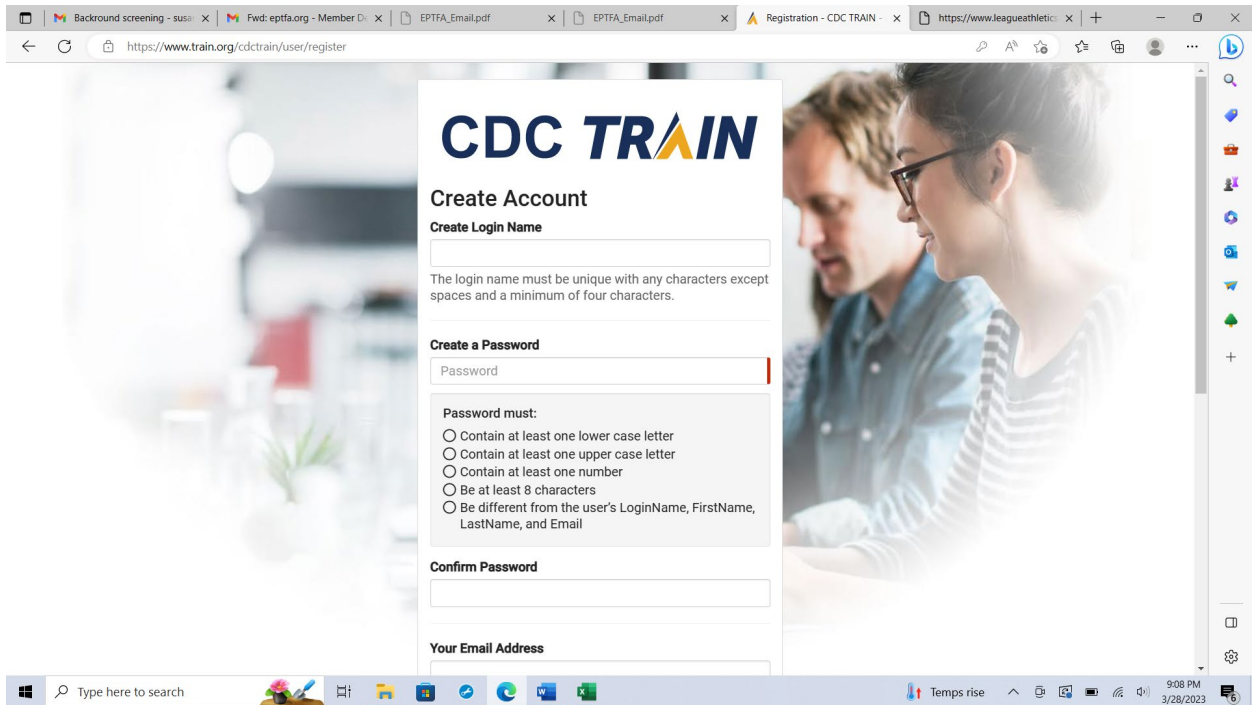 Backround screening - susan
Fwd: eptfa.org - Member De
EPTFA_Email.pdf
EPTFA_Email.pdf
Registration - CDC TRAIN -
https://www.leagueathletics
https://www.train.org/cdctrain/user/register
CDC TRAIN
Create Account
Create Login Name
The login name must be unique with any characters except
spaces and a minimum of four characters.
Create a Password
Password
Password must:
Contain at least one lower case letter
Contain at least one upper case letter
Contain at least one number
Be at least 8 characters
Be different from the user's LoginName, FirstName,
LastName, and Email
Confirm Password
Your Email Address
Type here to search
Temps rise
9:08 PM
3/28/2023
6